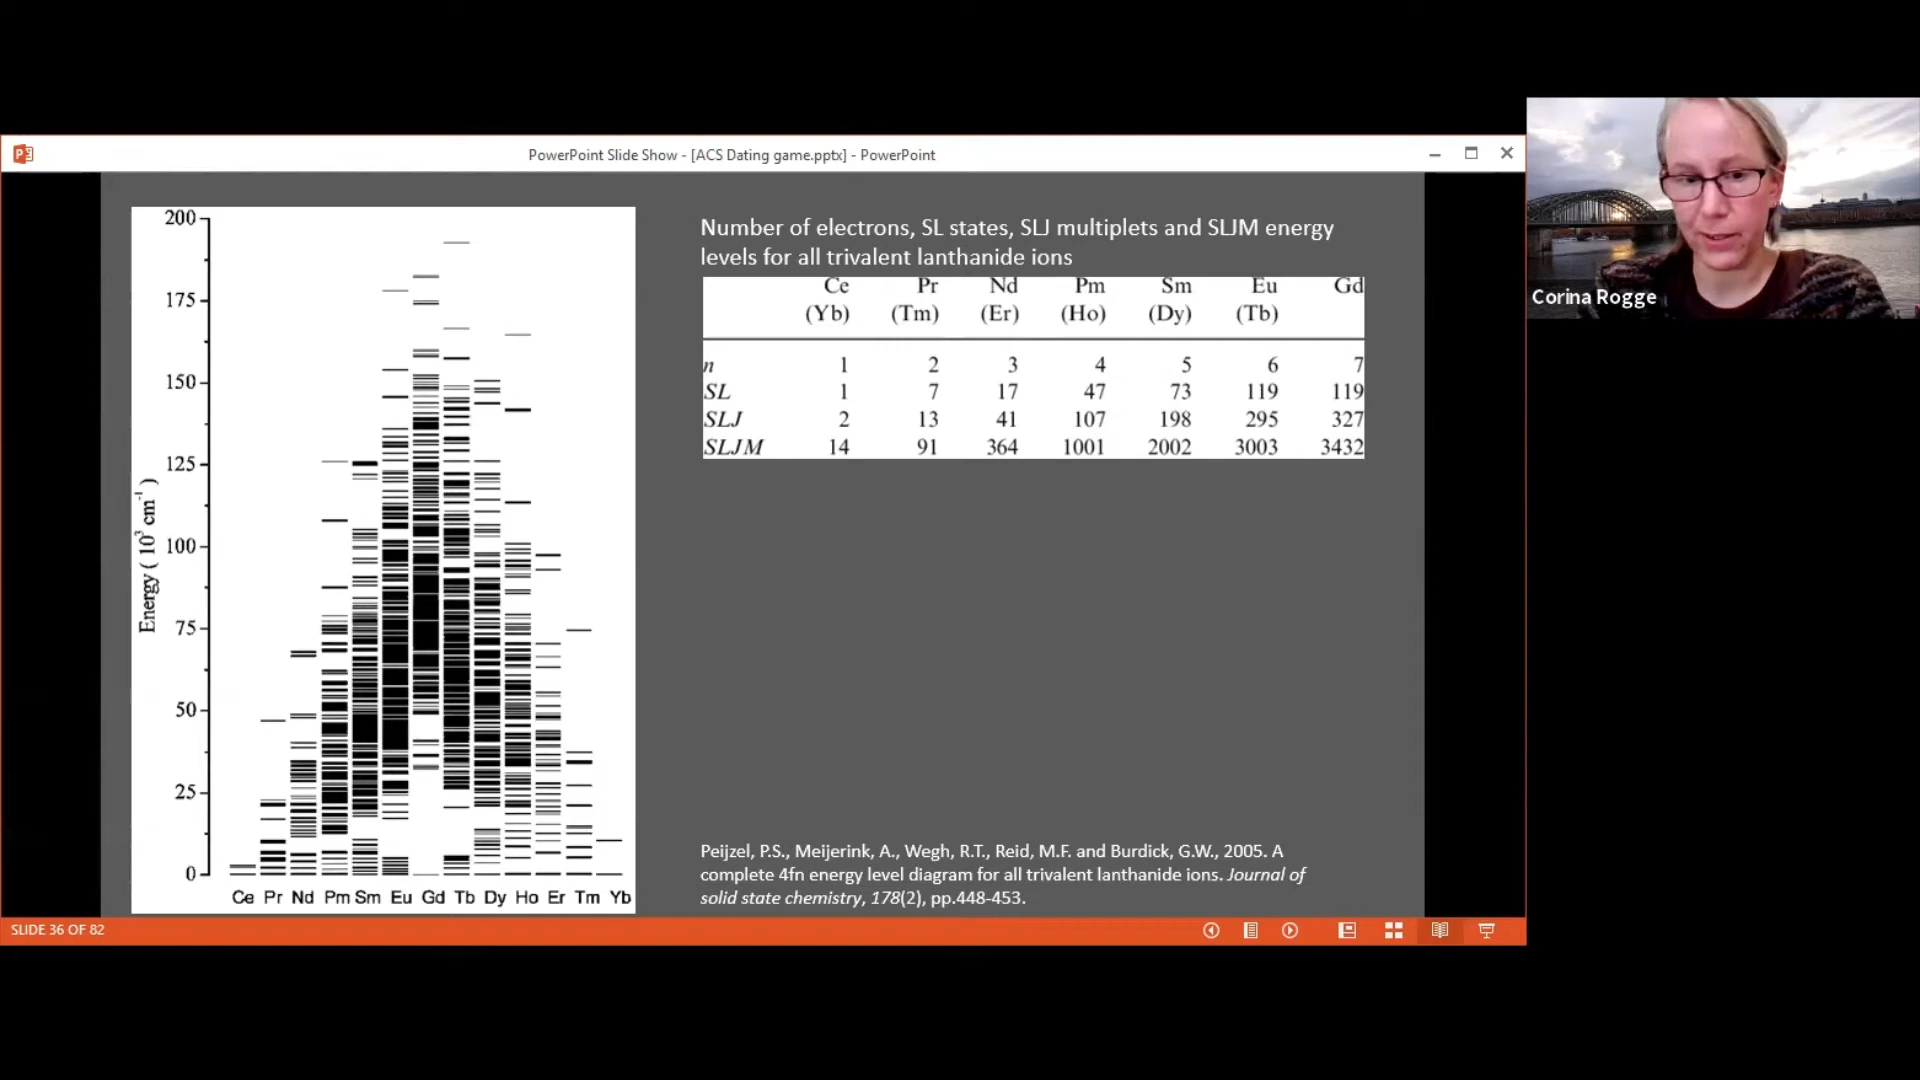 PowerPoint Slide Show - [ACS Dating game.pptx] - PowerPoint
200
175
150
125
100
75
50
25
0
Energy ( 10³ cm⁻¹ )
Ce Pr Nd Pm Sm Eu Gd Tb Dy Ho Er Tm Yb
Number of electrons, SL states, SLJ multiplets and SLJM energy
levels for all trivalent lanthanide ions
Ce Pr Nd Pm Sm Eu Gd
(Yb) (Tm) (Er) (Ho) (Dy) (Tb)
n 1 2 3 4 5 6 7
SL 1 7 17 47 73 119 119
SLJ 2 13 41 107 198 295 327
SLJM 14 91 364 1001 2002 3003 3432
Peijzel, P.S., Meijerink, A., Wegh, R.T., Reid, M.F. and Burdick, G.W., 2005. A
complete 4fn energy level diagram for all trivalent lanthanide ions. Journal of
solid state chemistry, 178(2), pp.448-453.
SLIDE 36 OF 82
Corina Rogge